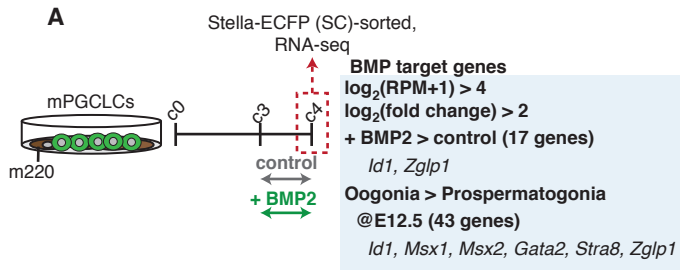 A
Stella-ECFP (SC)-sorted,
RNA-seq
mPGCLCs
c0
c3
c4
m220
control
+ BMP2
BMP target genes
log2(RPM+1) > 4
log2(fold change) > 2
+ BMP2 > control (17 genes)
Id1, Zglp1
Oogonia > Prospermatogonia
@E12.5 (43 genes)
Id1, Msx1, Msx2, Gata2, Stra8, Zglp1